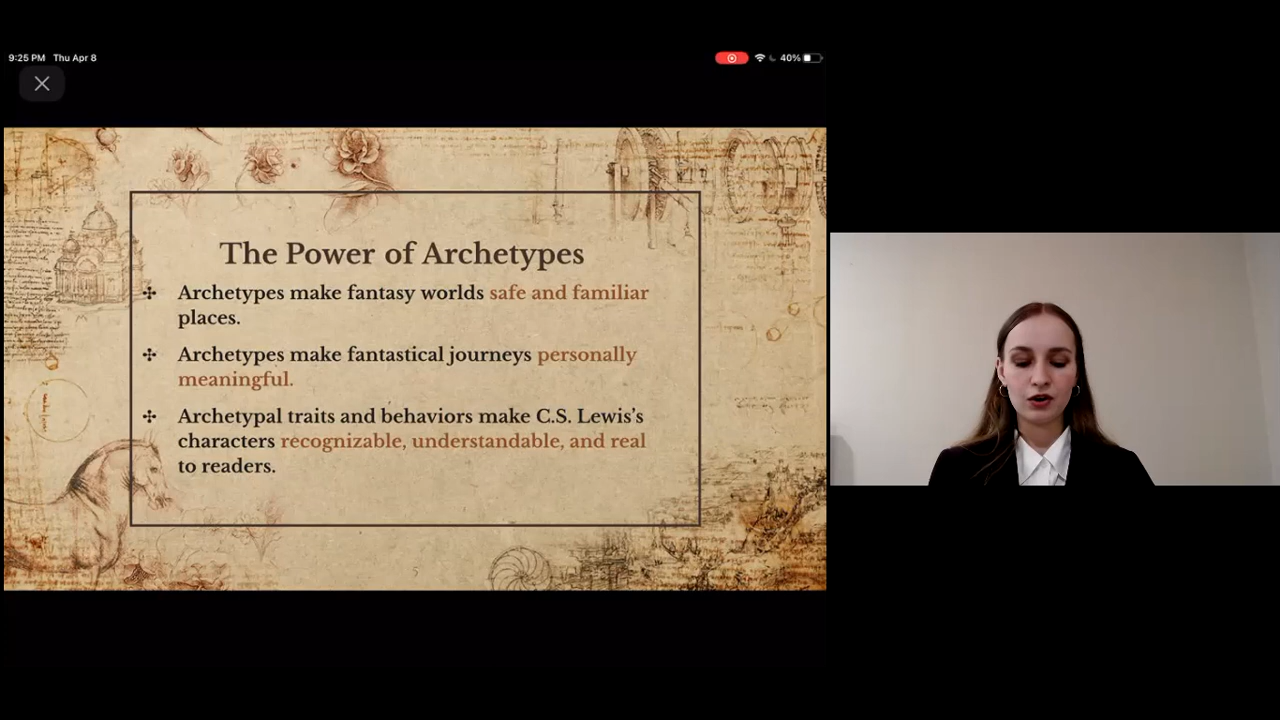 9:25 PM Thu Apr 8
40%
The Power of Archetypes
Archetypes make fantasy worlds safe and familiar
places.
Archetypes make fantastical journeys personally
meaningful.
Archetypal traits and behaviors make C.S. Lewis’s
characters recognizable, understandable, and real
to readers.